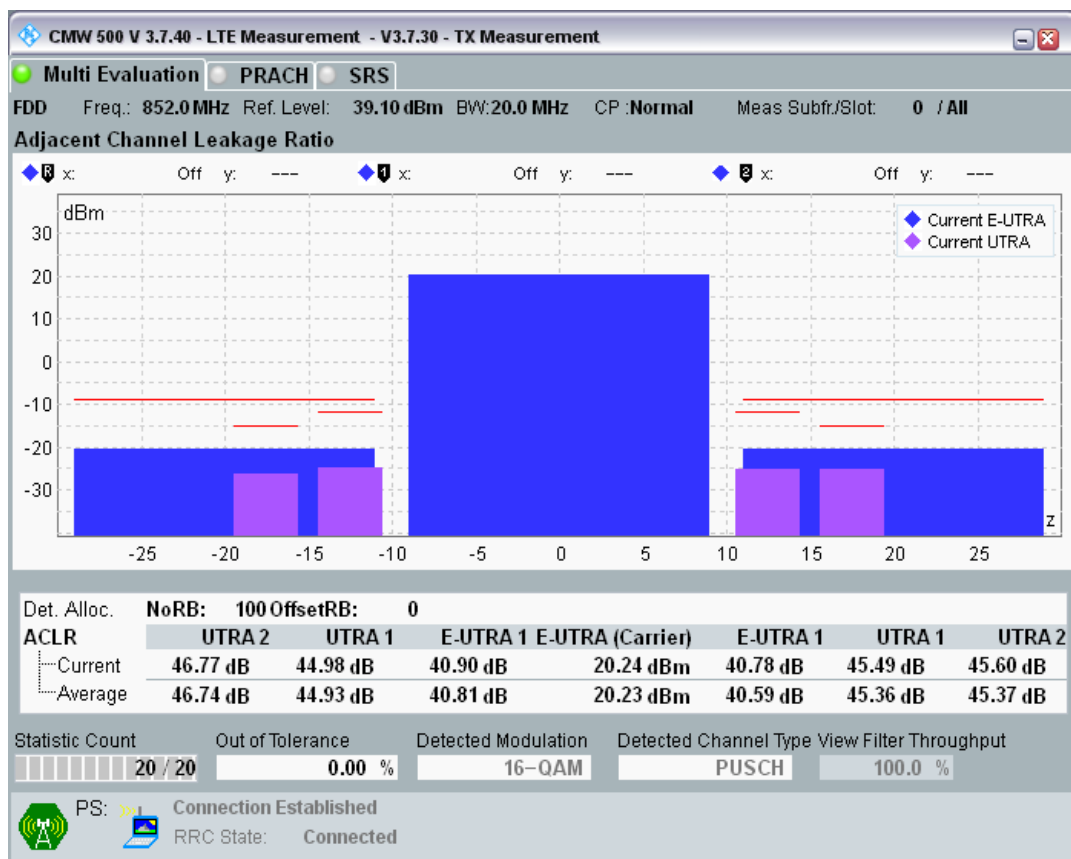 CMW 500 V 3.7.40 - LTE Measurement - V3.7.30 - TX Measurement
Multi Evaluation PRACH SRS
FDD Freq.: 852.0 MHz Ref. Level: 39.10 dBm BW:20.0 MHz CP :Normal Meas Subfr./Slot: 0 / All
Adjacent Channel Leakage Ratio
R x: Off y: --- 1 x: Off y: --- 2 x: Off y: ---
dBm
Current E-UTRA
Current UTRA
30
20
10
0
-10
-20
-30
z
-25 -20 -15 -10 -5 0 5 10 15 20 25
Det. Alloc. NoRB: 100 OffsetRB: 0
ACLR UTRA 2 UTRA 1 E-UTRA 1 E-UTRA (Carrier) E-UTRA 1 UTRA 1 UTRA 2
Current 46.77 dB 44.98 dB 40.90 dB 20.24 dBm 40.78 dB 45.49 dB 45.60 dB
Average 46.74 dB 44.93 dB 40.81 dB 20.23 dBm 40.59 dB 45.36 dB 45.37 dB
Statistic Count Out of Tolerance Detected Modulation Detected Channel Type View Filter Throughput
20 / 20 0.00 % 16-QAM PUSCH 100.0 %
PS: Connection Established
RRC State: Connected